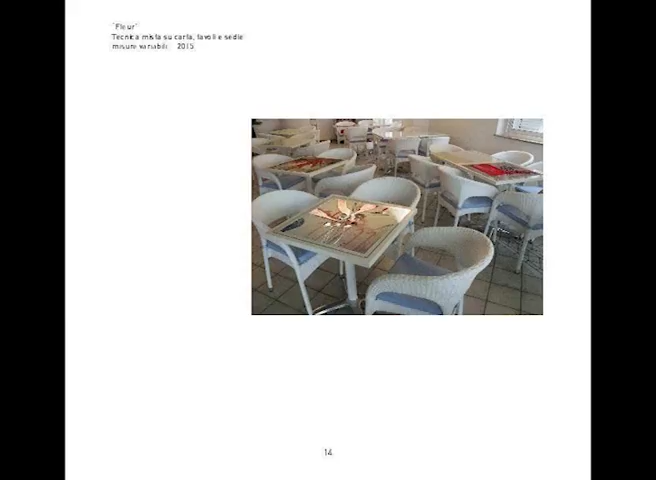 "Fleur"
Tecnica mista su carta, tavoli e sedie
misure variabili 2015
14